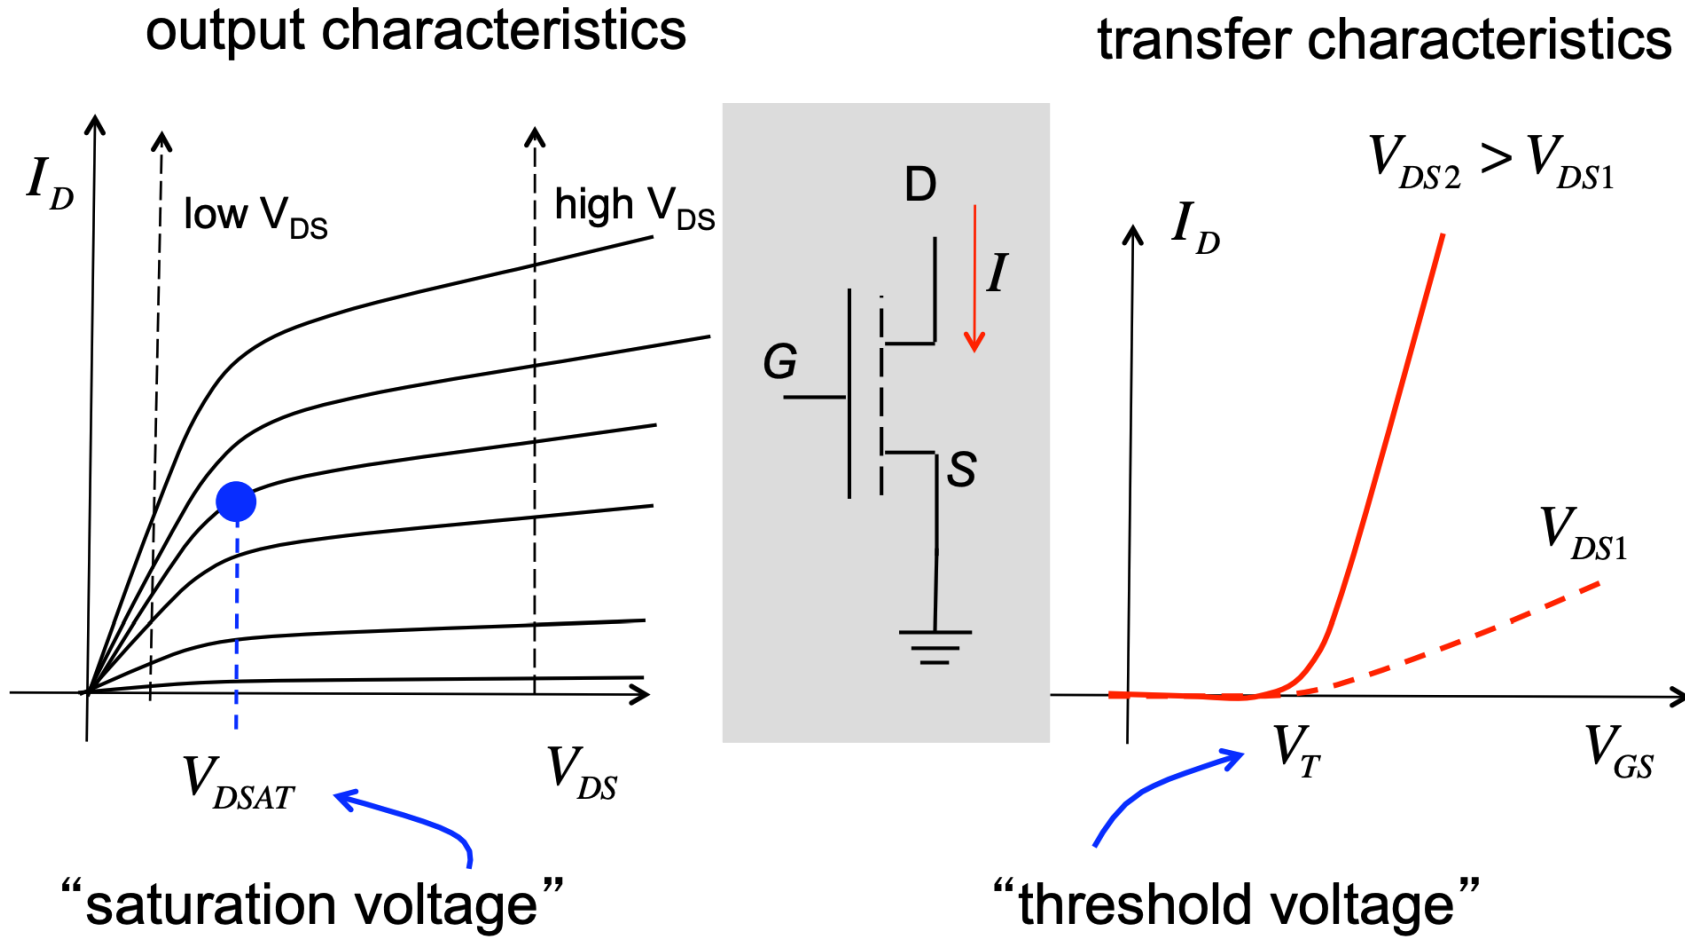 output characteristics
transfer characteristics
I_D
low V_DS
high V_DS
D
I
G
S
V_DS2 > V_DS1
I_D
V_DS1
V_DSAT
V_DS
V_T
V_GS
“saturation voltage”
“threshold voltage”